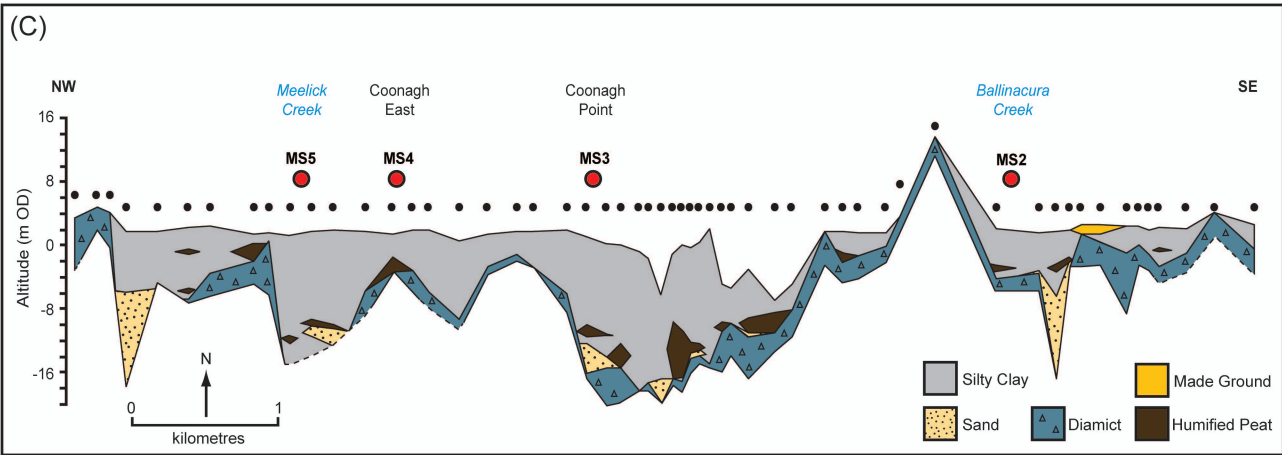 (C)
NW
Meelick
Creek
Coonagh
East
Coonagh
Point
Ballinacura
Creek
SE
MS5
MS4
MS3
MS2
16
8
0
-8
-16
Altitude (m OD)
N
0 1
kilometres
Silty Clay
Made Ground
Sand
Diamict
Humified Peat